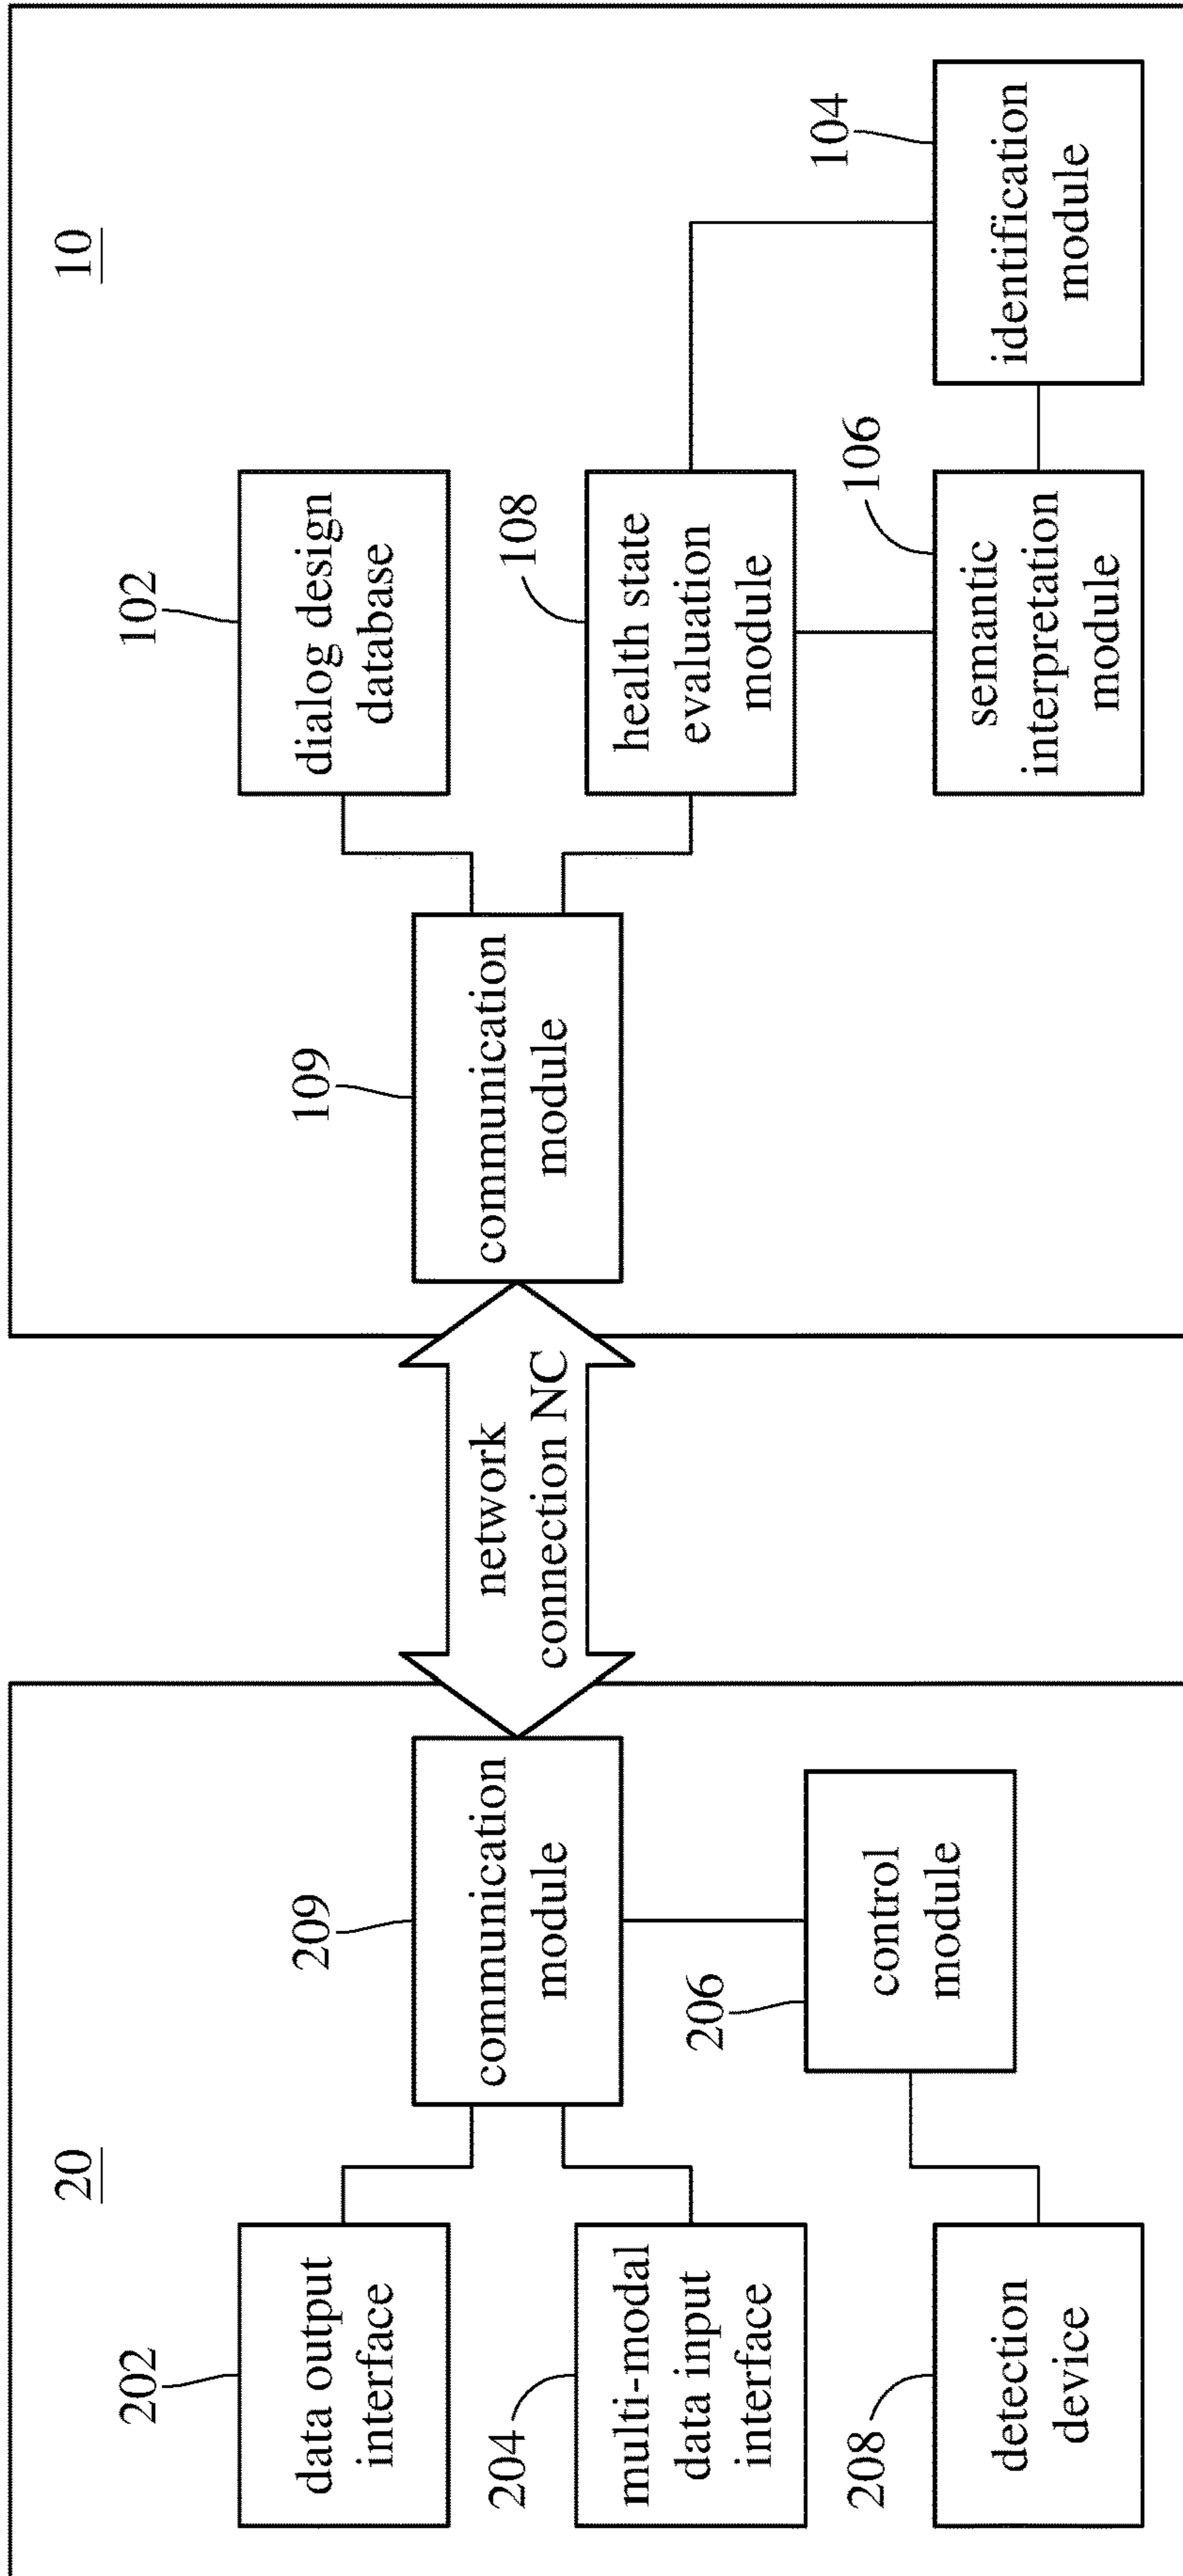 20
202
data output
interface
204
multi-modal
data input
interface
208
detection
device
209
communication
module
206
control
module
network
connection NC
10
109
communication
module
102
dialog design
database
108
health state
evaluation
module
106
semantic
interpretation
module
104
identification
module